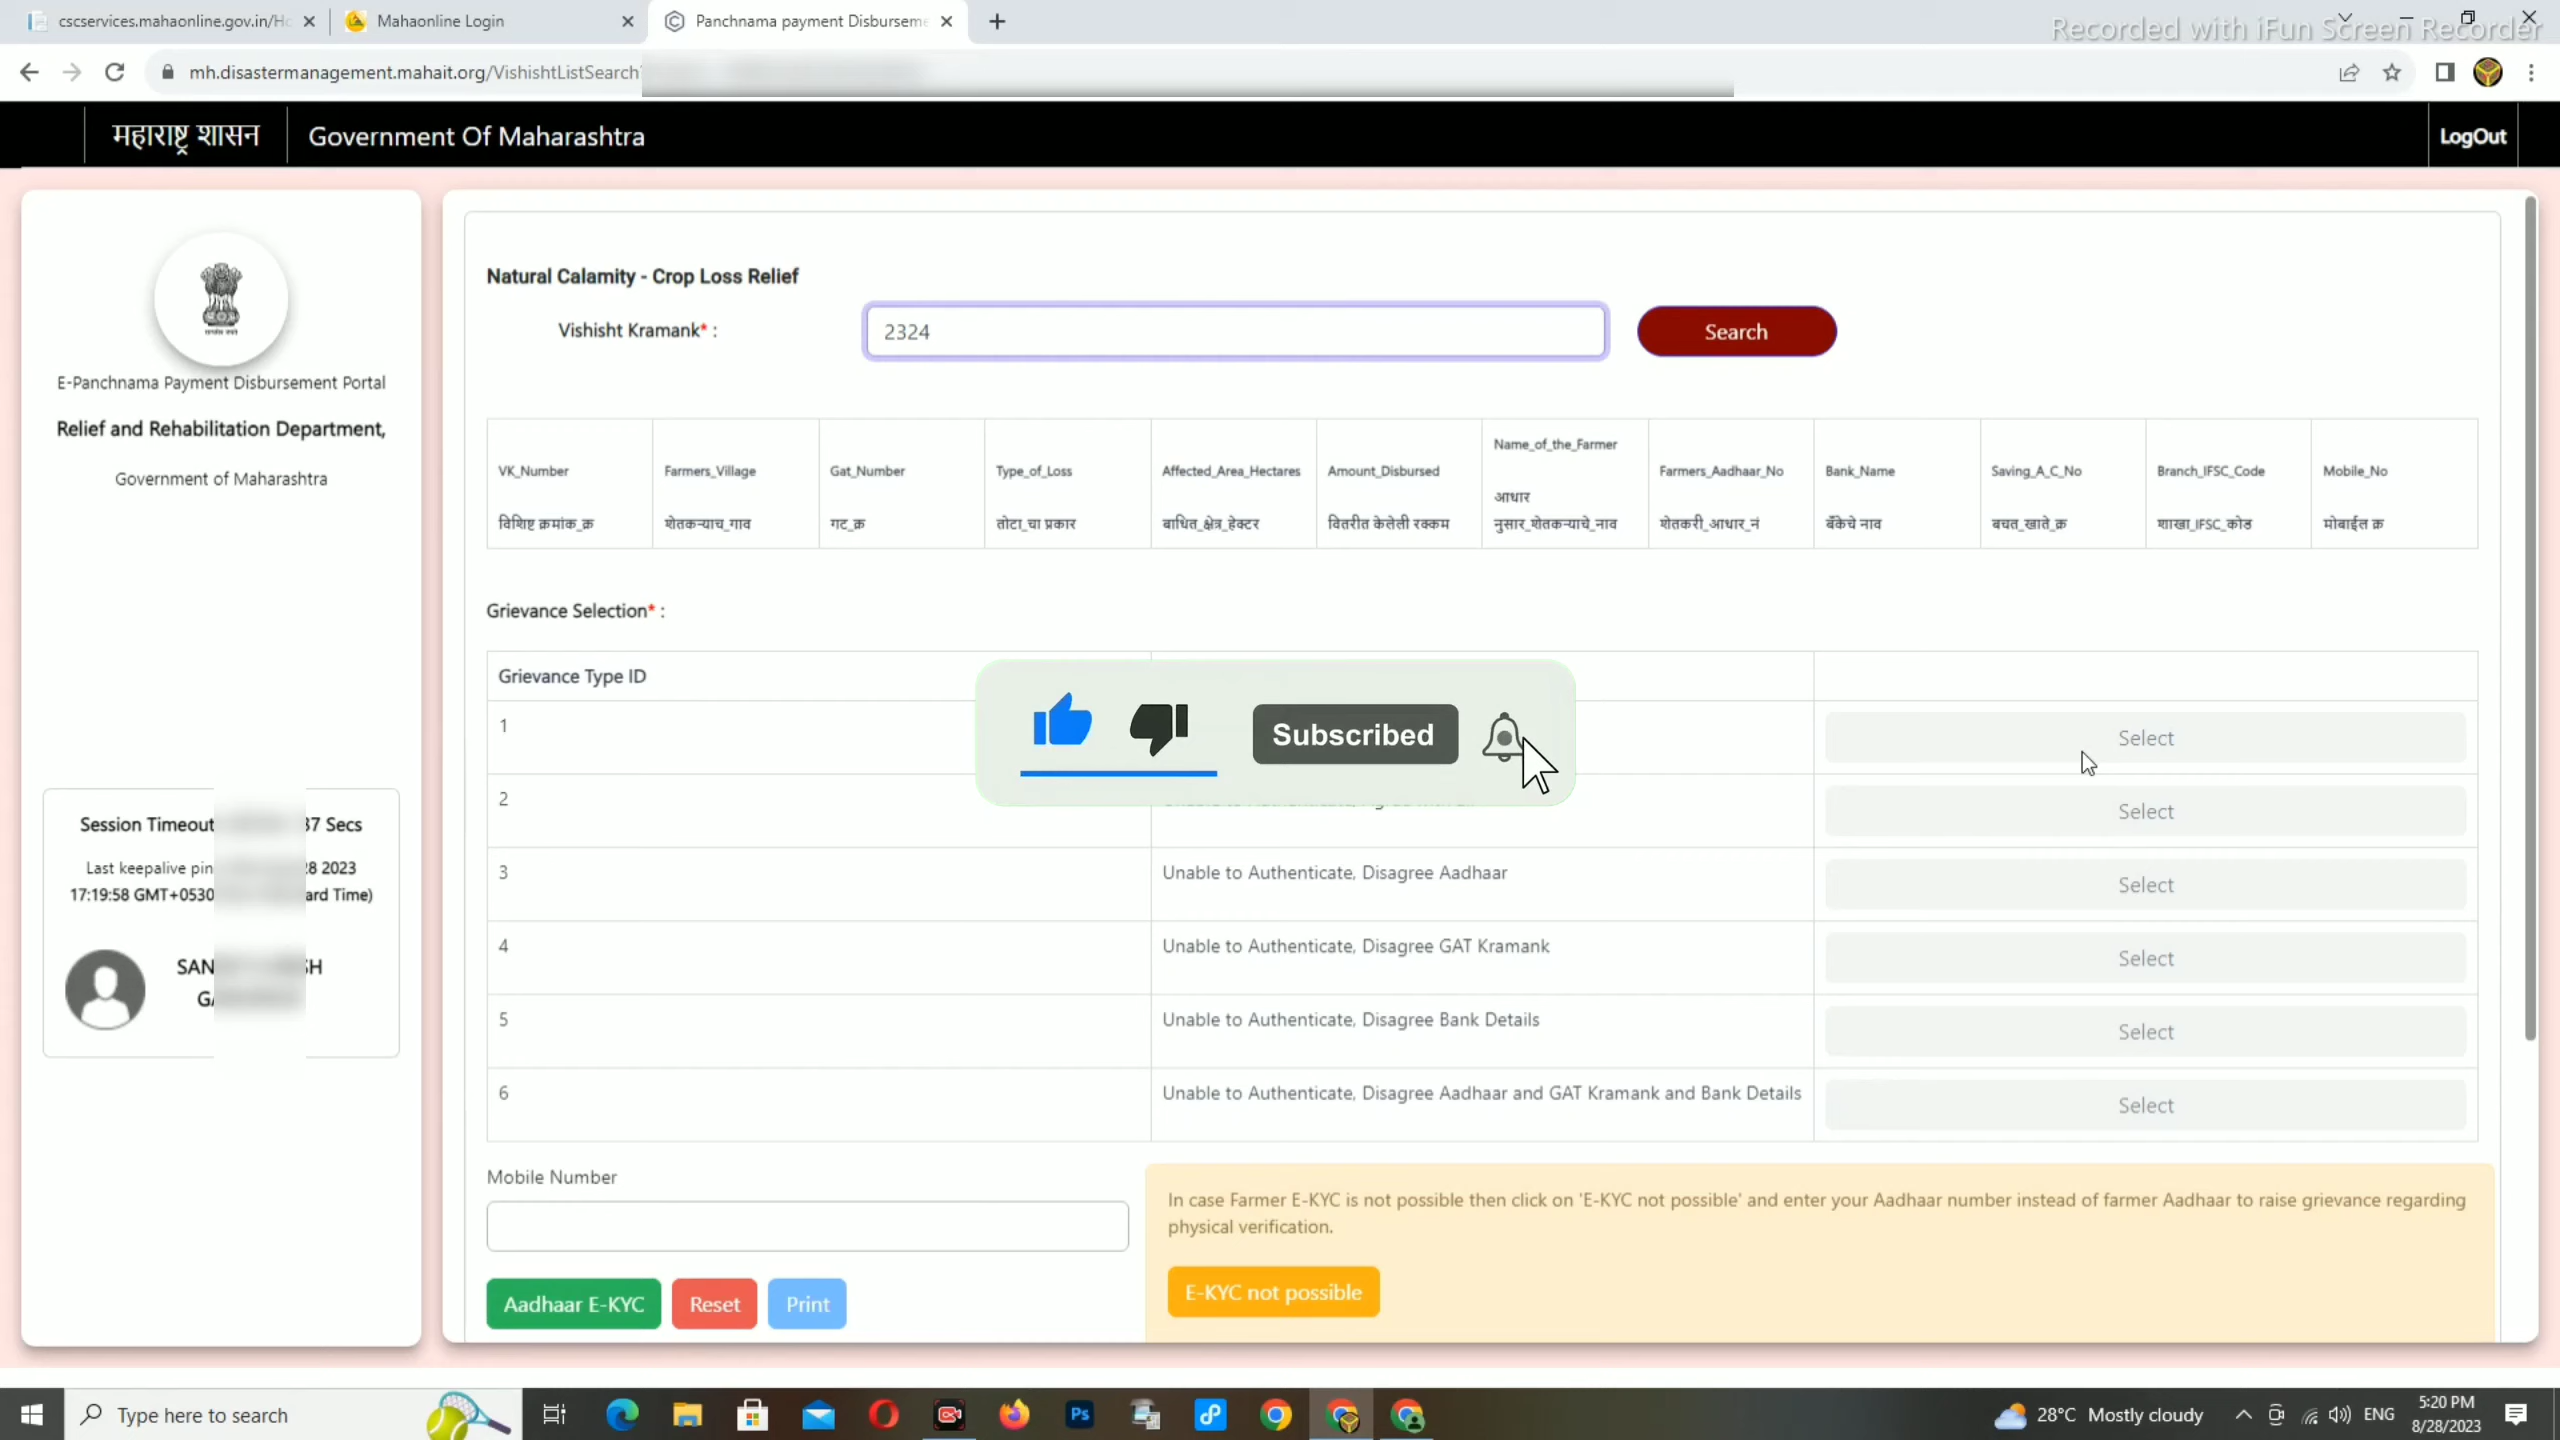 cscservices.mahaonline.gov.in/H
Mahaonline Login
Panchnama payment Disburseme
Recorded with iFun Screen Recorder
mh.disastermanagement.mahait.org/VishishtListSearch
महाराष्ट्र शासन
Government Of Maharashtra
LogOut
E-Panchnama Payment Disbursement Portal
Relief and Rehabilitation Department,
Government of Maharashtra
Session Timeout 37 Secs
Last keepalive pin 28 2023
17:19:58 GMT+0530 ard Time)
SAN SH
GA
Natural Calamity - Crop Loss Relief
Vishisht Kramank* :
2324
Search
VK_Number
विशिष्ट क्रमांक_क्र
Farmers_Village
शेतकऱ्याच_गाव
Gat_Number
गट_क्र
Type_of_Loss
तोटा_चा प्रकार
Affected_Area_Hectares
बाधित_क्षेत्र_हेक्टर
Amount_Disbursed
वितरीत केलेली रक्कम
Name_of_the_Farmer
आधार
नुसार_शेतकऱ्याचे_नाव
Farmers_Aadhaar_No
शेतकरी_आधार_नं
Bank_Name
बँकेचे नाव
Saving_A_C_No
बचत_खाते_क्र
Branch_IFSC_Code
शाखा_IFSC_कोड
Mobile_No
मोबाईल क्र
Grievance Selection* :
Grievance Type ID
1
Select
Subscribed
2
Select
3
Unable to Authenticate, Disagree Aadhaar
Select
4
Unable to Authenticate, Disagree GAT Kramank
Select
5
Unable to Authenticate, Disagree Bank Details
Select
6
Unable to Authenticate, Disagree Aadhaar and GAT Kramank and Bank Details
Select
Mobile Number
In case Farmer E-KYC is not possible then click on 'E-KYC not possible' and enter your Aadhaar number instead of farmer Aadhaar to raise grievance regarding
physical verification.
E-KYC not possible
Aadhaar E-KYC
Reset
Print
Type here to search
Ps
28°C Mostly cloudy
ENG
5:20 PM
8/28/2023